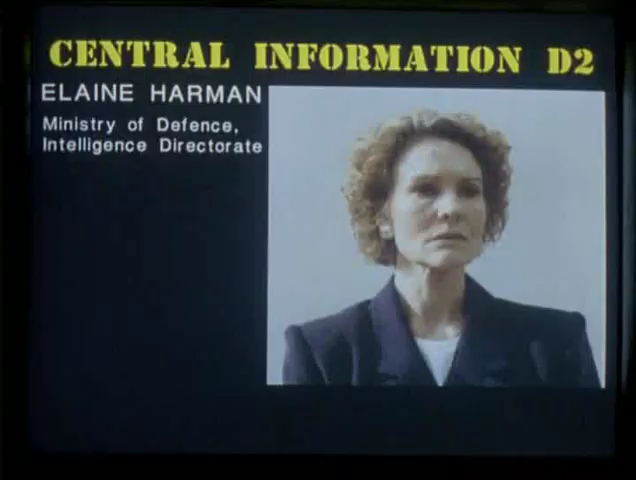 CENTRAL INFORMATION D2
ELAINE HARMAN
Ministry of Defence,
Intelligence Directorate